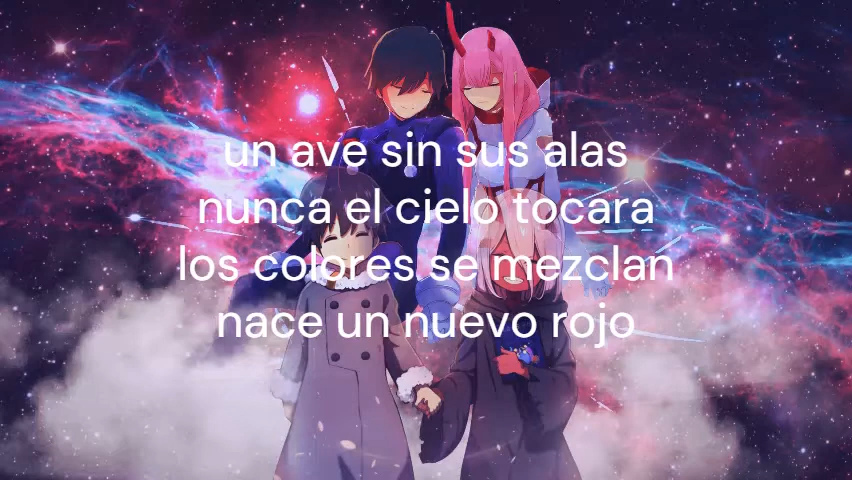 un ave sin sus alas
nunca el cielo tocara
los colores se mezclan
nace un nuevo rojo